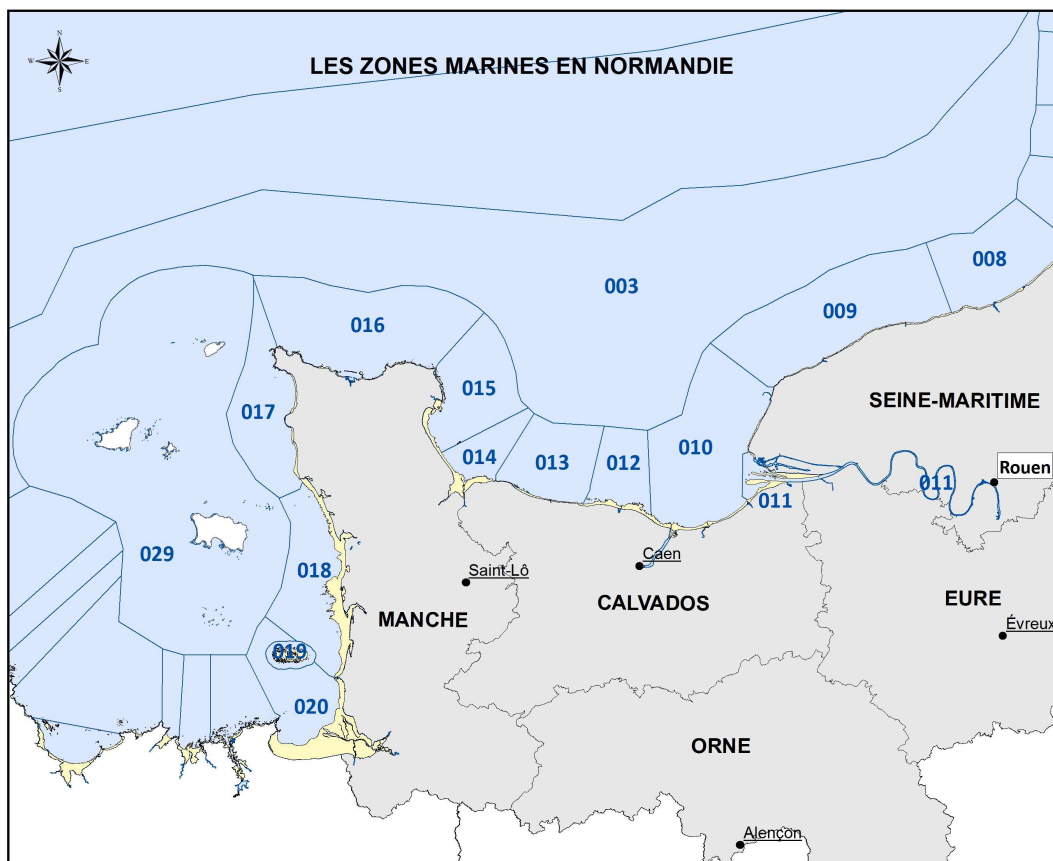 N
W E
S
LES ZONES MARINES EN NORMANDIE
008
003
009
016
015
017
SEINE-MARITIME
010
014
013
012
Rouen
011
011
029
018
Caen
Saint-Lô
CALVADOS
EURE
MANCHE
Évreux
019
020
ORNE
Alençon